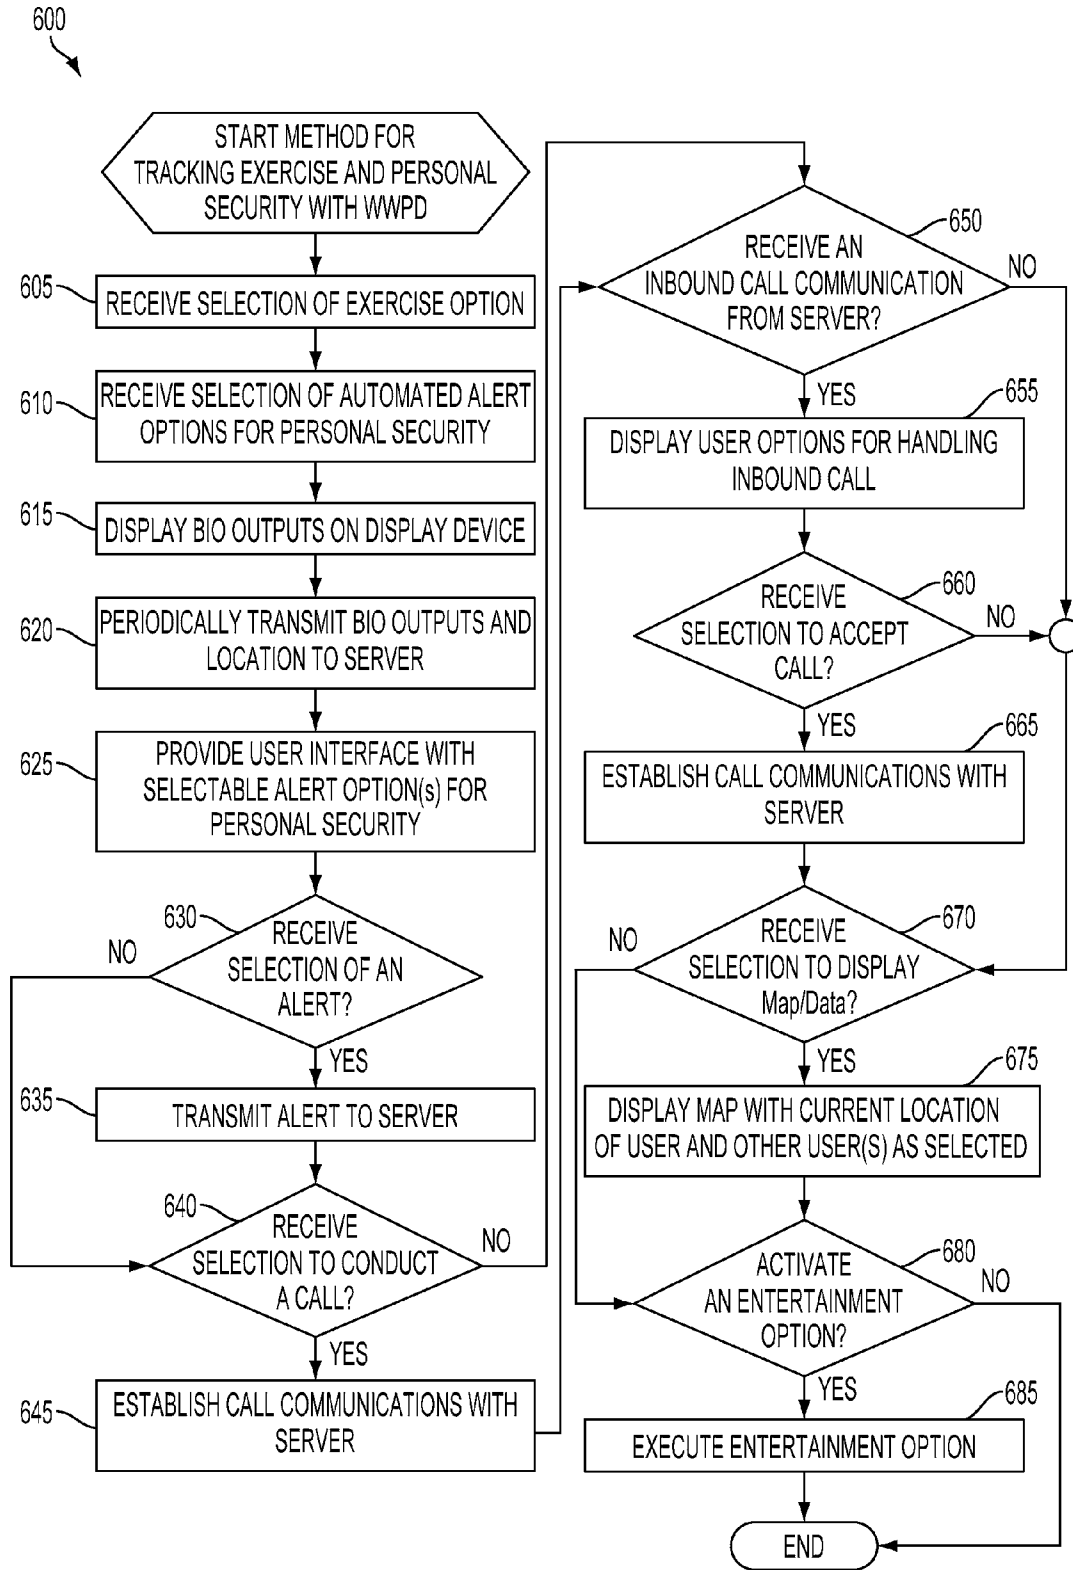 600
START METHOD FOR
TRACKING EXERCISE AND PERSONAL
SECURITY WITH WWPD
605
RECEIVE SELECTION OF EXERCISE OPTION
610
RECEIVE SELECTION OF AUTOMATED ALERT
OPTIONS FOR PERSONAL SECURITY
615
DISPLAY BIO OUTPUTS ON DISPLAY DEVICE
620
PERIODICALLY TRANSMIT BIO OUTPUTS AND
LOCATION TO SERVER
625
PROVIDE USER INTERFACE WITH
SELECTABLE ALERT OPTION(s) FOR
PERSONAL SECURITY
630
NO
RECEIVE
SELECTION OF AN
ALERT?
YES
635
TRANSMIT ALERT TO SERVER
640
RECEIVE
SELECTION TO CONDUCT
A CALL?
NO
YES
645
ESTABLISH CALL COMMUNICATIONS WITH
SERVER
650
RECEIVE AN
INBOUND CALL COMMUNICATION
FROM SERVER?
NO
YES
655
DISPLAY USER OPTIONS FOR HANDLING
INBOUND CALL
660
RECEIVE
SELECTION TO ACCEPT
CALL?
NO
YES
665
ESTABLISH CALL COMMUNICATIONS WITH
SERVER
670
NO
RECEIVE
SELECTION TO DISPLAY
Map/Data?
YES
675
DISPLAY MAP WITH CURRENT LOCATION
OF USER AND OTHER USER(S) AS SELECTED
680
ACTIVATE
AN ENTERTAINMENT
OPTION?
NO
YES
685
EXECUTE ENTERTAINMENT OPTION
END